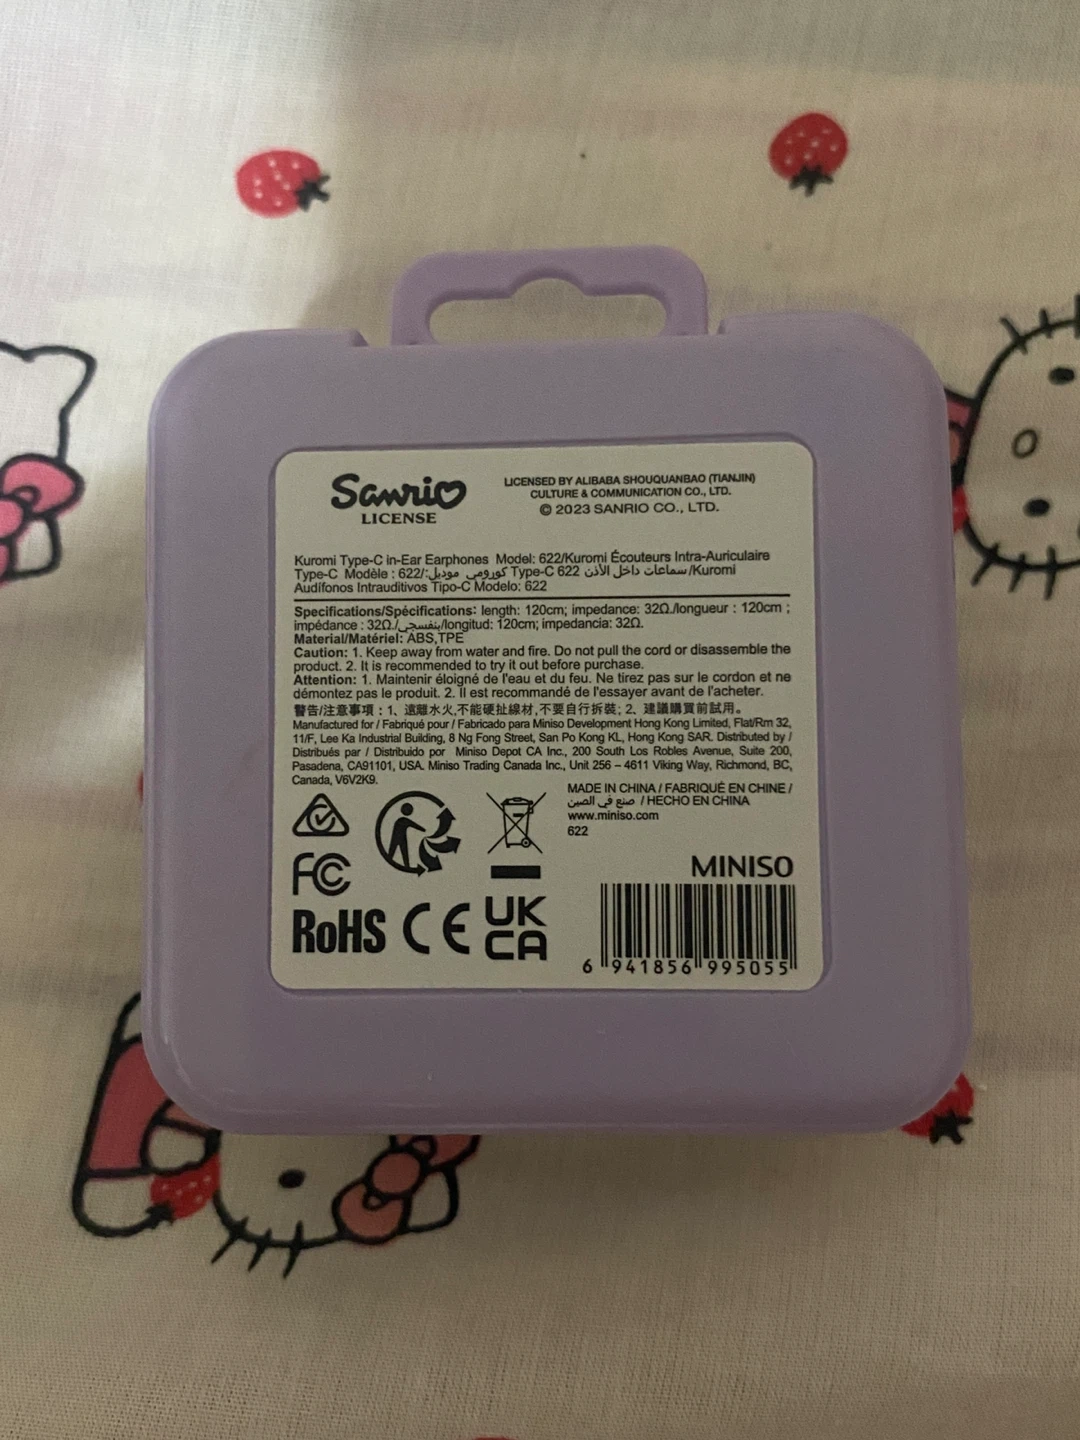 Sanrio
LICENSE
LICENSED BY ALIBABA SHOUQUANBAO (TIANJIN)
CULTURE & COMMUNICATION CO., LTD.
© 2023 SANRIO CO., LTD.
Kuromi Type-C in-Ear Earphones Model: 622/Kuromi Écouteurs Intra-Auriculaire
Type-C Modèle : 622/:سماعات داخل الأذن Type-C 622 كورومي موديل/Kuromi
Audífonos Intrauditivos Tipo-C Modelo: 622
Specifications/Spécifications: length: 120cm; impedance: 32Ω./longueur : 120cm ;
impédance : 32Ω./بنفسجي/longitud: 120cm; impedancia: 32Ω.
Material/Matériel: ABS,TPE
Caution: 1. Keep away from water and fire. Do not pull the cord or disassemble the
product. 2. It is recommended to try it out before purchase.
Attention: 1. Maintenir éloigné de l'eau et du feu. Ne tirez pas sur le cordon et ne
démontez pas le produit. 2. Il est recommandé de l'essayer avant de l'acheter.
警告/注意事項：1、遠離水火,不能硬扯線材,不要自行拆裝; 2、建議購買前試用。
Manufactured for / Fabriqué pour / Fabricado para Miniso Development Hong Kong Limited, Flat/Rm 32,
11/F, Lee Ka Industrial Building, 8 Ng Fong Street, San Po Kong KL, Hong Kong SAR. Distributed by /
Distribués par / Distribuido por Miniso Depot CA Inc., 200 South Los Robles Avenue, Suite 200,
Pasadena, CA91101, USA. Miniso Trading Canada Inc., Unit 256 – 4611 Viking Way, Richmond, BC,
Canada, V6V2K9.
MADE IN CHINA / FABRIQUÉ EN CHINE /
صنع في الصين / HECHO EN CHINA
www.miniso.com
622
FC
RoHS CE UK
CA
MINISO
6 941856 995055